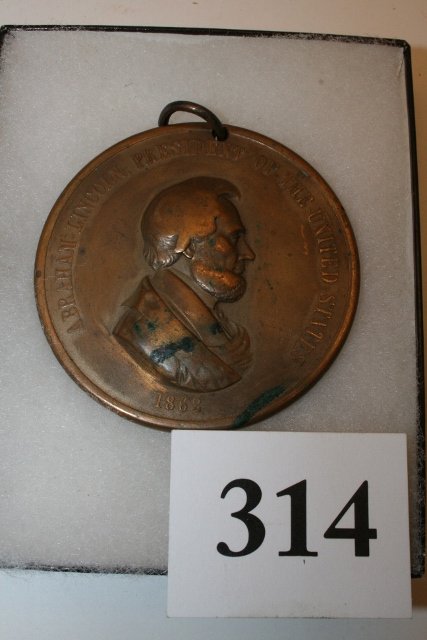 ABRAHAM LINCOLN, PRESIDENT OF THE UNITED STATES
1862
314